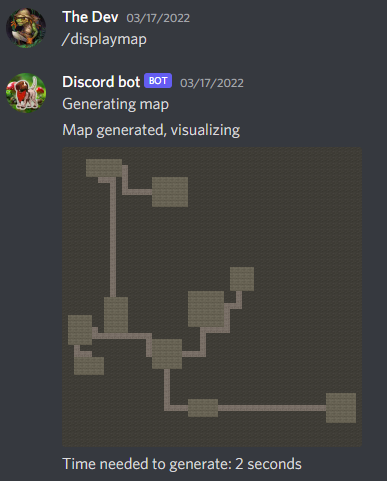 The Dev 03/17/2022
/displaymap
Discord bot BOT 03/17/2022
Generating map
Map generated, visualizing
Time needed to generate: 2 seconds